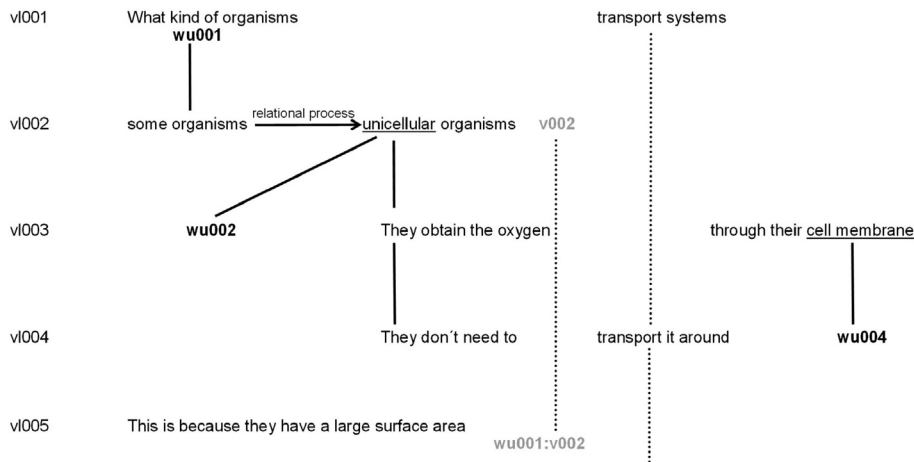 vl001 What kind of organisms transport systems
wu001
relational process
vl002 some organisms unicellular organisms v002
vl003 wu002 They obtain the oxygen through their cell membrane
vl004 They don´t need to transport it around wu004
vl005 This is because they have a large surface area
wu001:v002